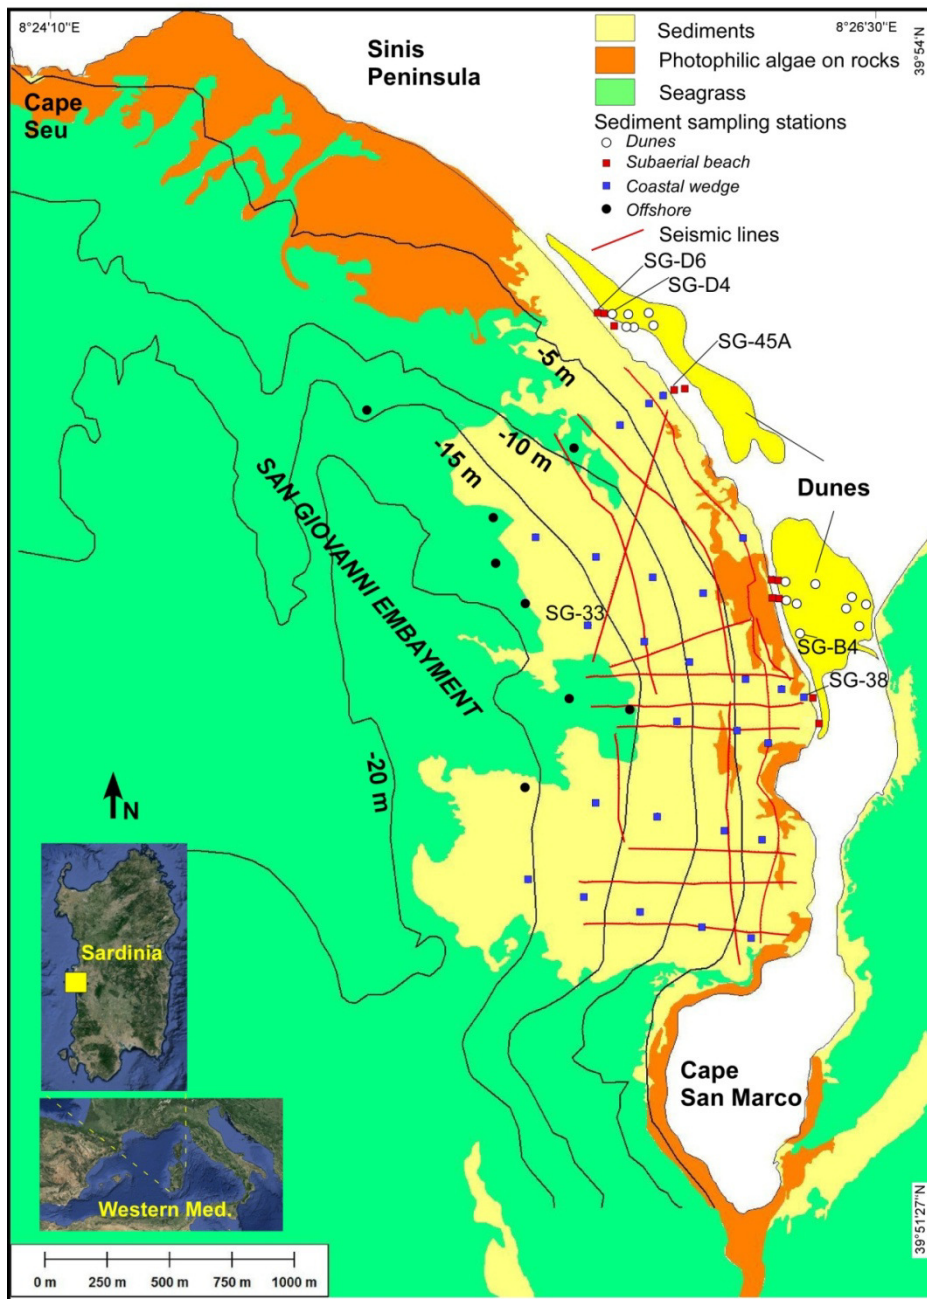 8°24'10"E
8°26'30"E
39°54'N
Sinis
Peninsula
Cape
Seu
Sediments
Photophilic algae on rocks
Seagrass
Sediment sampling stations
Dunes
Subaerial beach
Coastal wedge
Offshore
Seismic lines
SG-D6
SG-D4
SG-45A
-5 m
-10 m
-15 m
SAN GIOVANNI EMBAYMENT
Dunes
SG-33
SG-B4
SG-38
-20 m
N
Sardinia
Cape
San Marco
Western Med.
39°51'27"N
0 m 250 m 500 m 750 m 1000 m